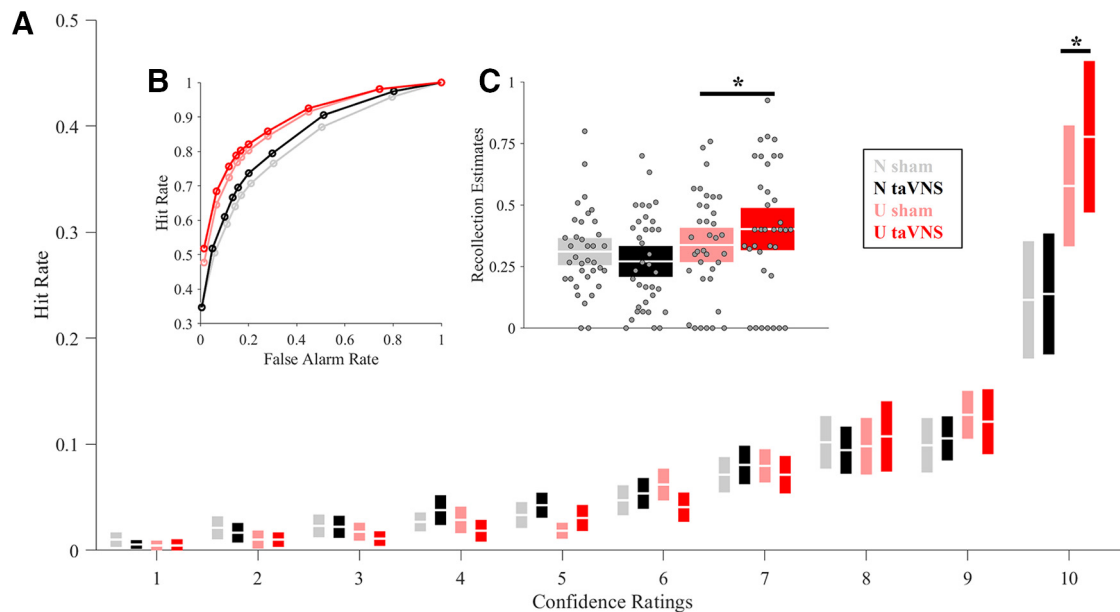 A
0.5
0.4
0.3
0.2
0.1
0
Hit Rate
1 2 3 4 5 6 7 8 9 10
Confidence Ratings
*
B
1
0.9
0.8
0.7
0.6
0.5
0.4
0.3
Hit Rate
0 0.2 0.4 0.6 0.8 1
False Alarm Rate
C
1
0.75
0.5
0.25
0
Recollection Estimates
*
N sham
N taVNS
U sham
U taVNS